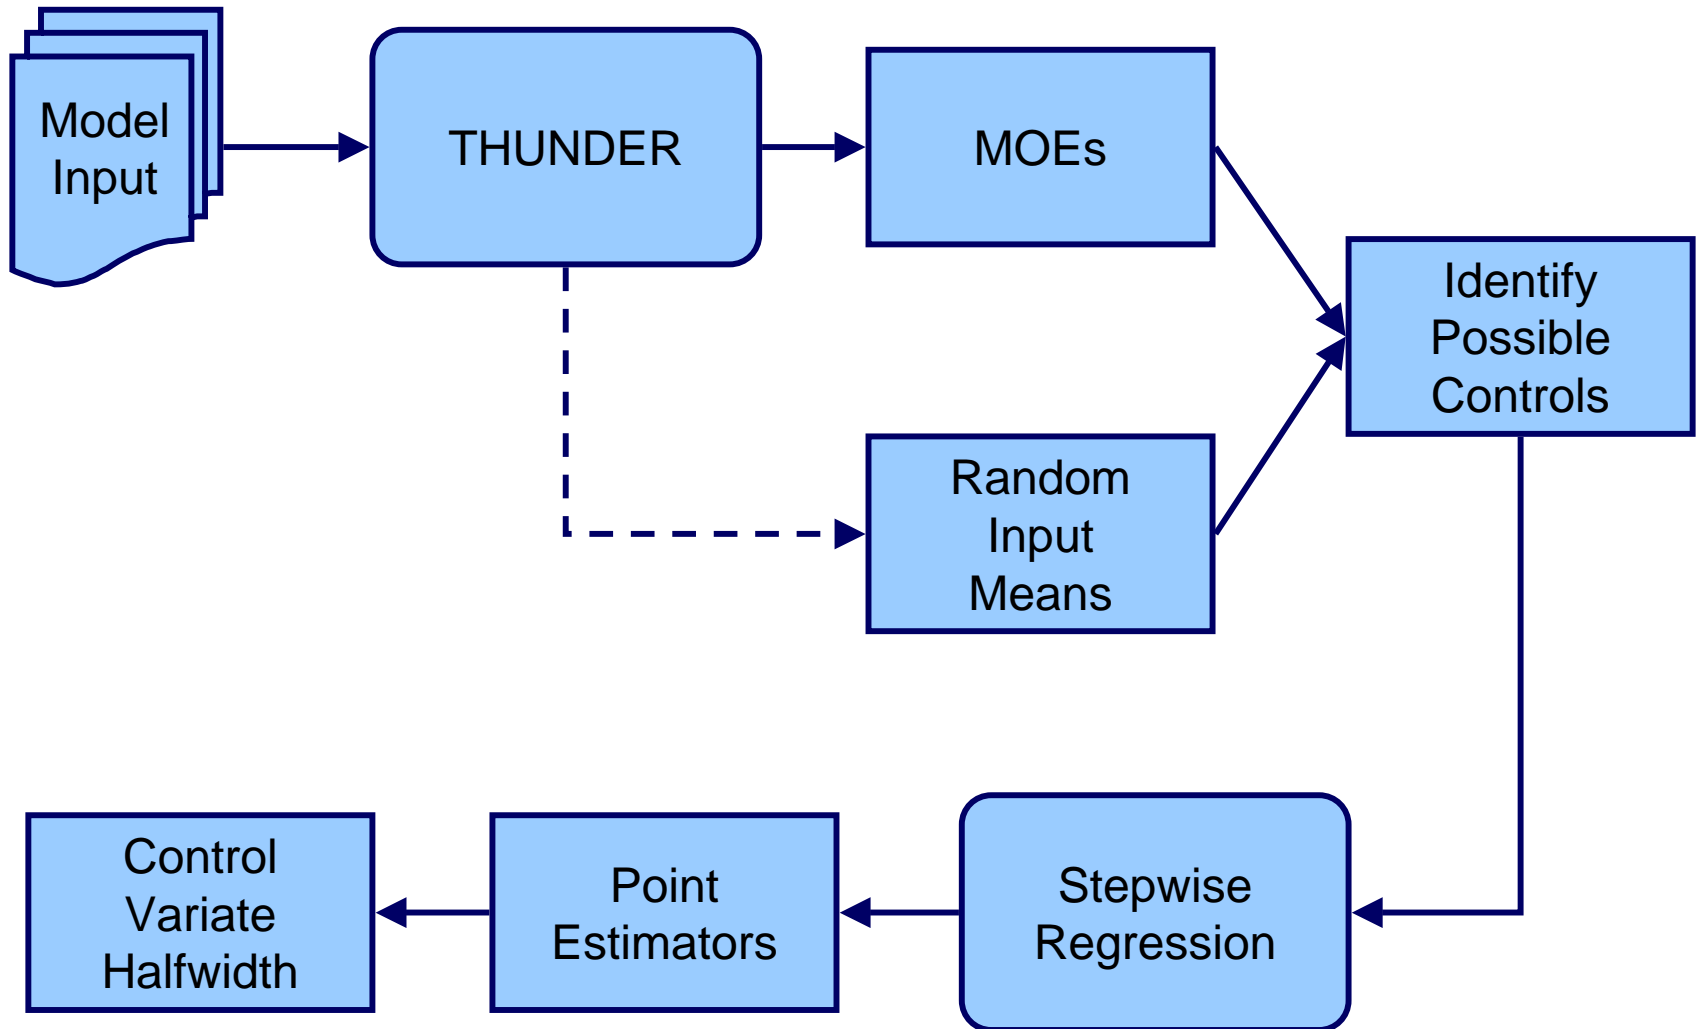 Model
Input
THUNDER
MOEs
Identify
Possible
Controls
Random
Input
Means
Control
Variate
Halfwidth
Point
Estimators
Stepwise
Regression